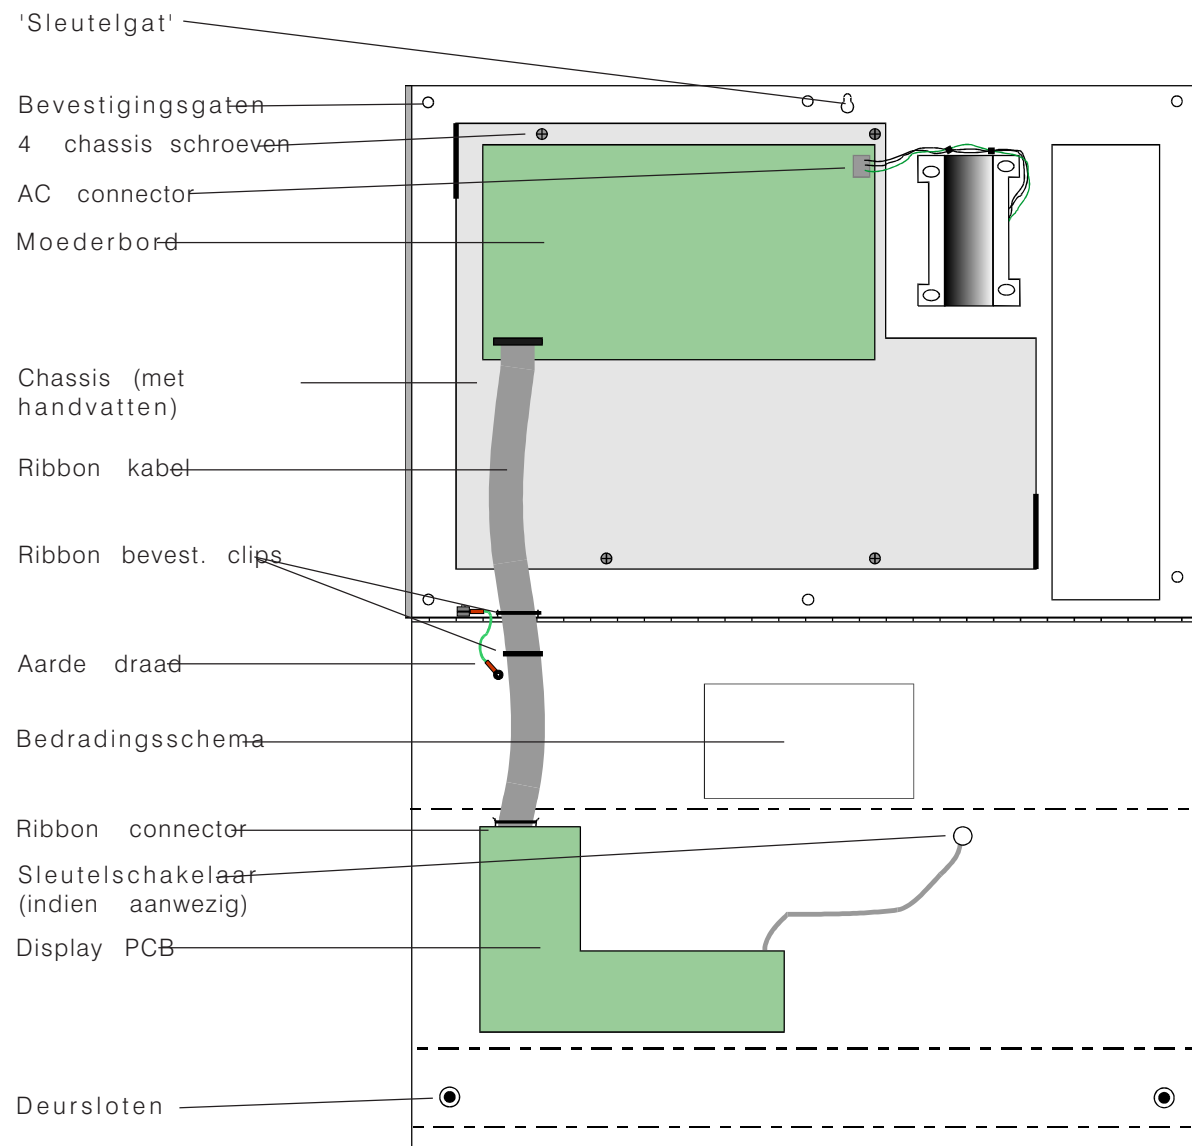 'Sleutelgat'
Bevestigingsgaten
4 chassis schroeven
AC connector
Moederbord
Chassis (met
handvatten)
Ribbon kabel
Ribbon bevest. clips
Aarde draad
Bedradingsschema
Ribbon connector
Sleutelschakelaar
(indien aanwezig)
Display PCB
Deursloten